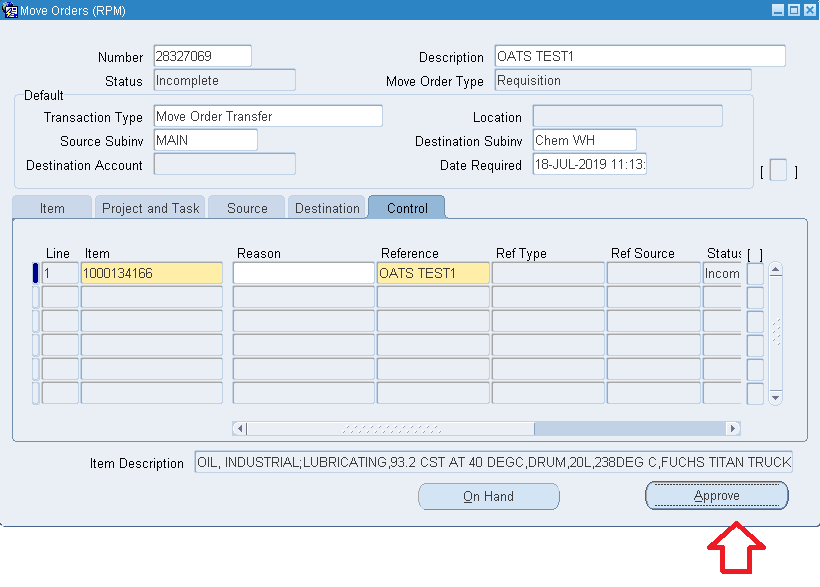 Move Orders (RPM)
Number 28327069 Description OATS TEST1
Status Incomplete Move Order Type Requisition
Default
Transaction Type Move Order Transfer Location
Source Subinv MAIN Destination Subinv Chem WH
Destination Account Date Required 18-JUL-2019 11:13:
[ ]
Item Project and Task Source Destination Control
Line Item Reason Reference Ref Type Ref Source Status [ ]
1 1000134166 OATS TEST1 Incom
Item Description OIL, INDUSTRIAL;LUBRICATING,93.2 CST AT 40 DEGC,DRUM,20L,238DEG C,FUCHS TITAN TRUCK
On Hand Approve